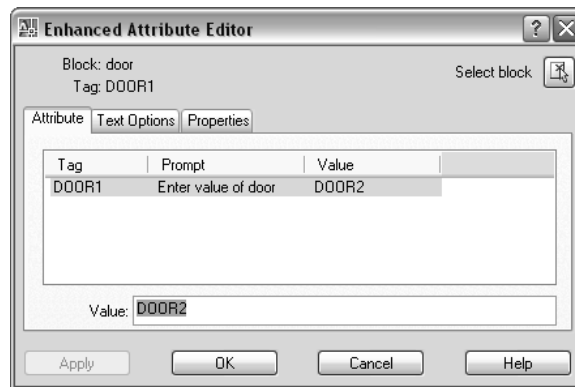 Enhanced Attribute Editor
Block: door
Tag: DOOR1
Select block
Attribute Text Options Properties
Tag Prompt Value
DOOR1 Enter value of door DOOR2
Value: DOOR2
Apply OK Cancel Help